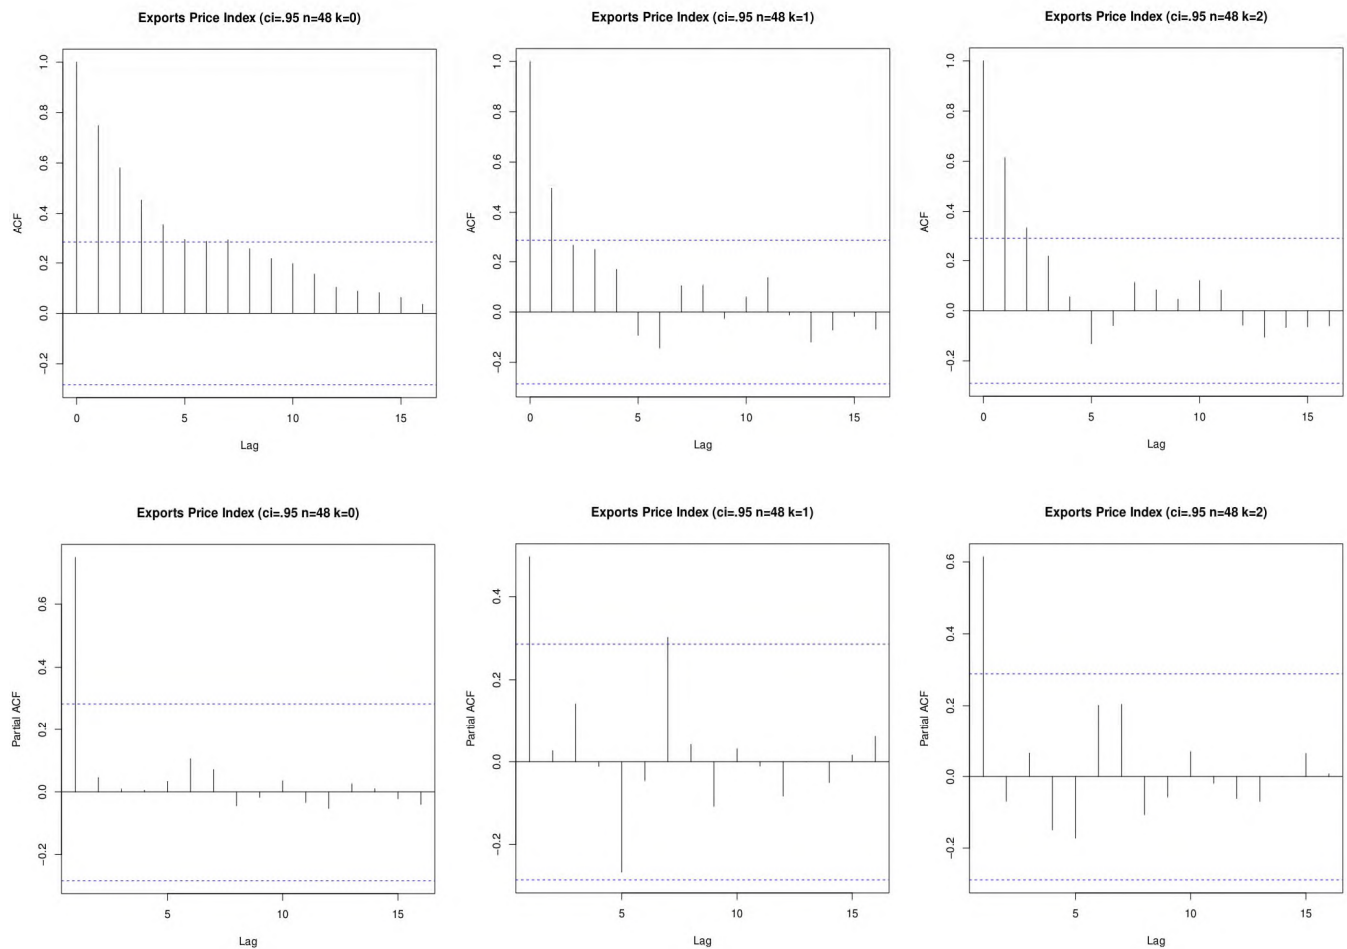 Exports Price Index (ci=.95 n=48 k=0)
ACF
1.0
0.8
0.6
0.4
0.2
0.0
−0.2
0 5 10 15
Lag
Exports Price Index (ci=.95 n=48 k=1)
ACF
1.0
0.8
0.6
0.4
0.2
0.0
−0.2
0 5 10 15
Lag
Exports Price Index (ci=.95 n=48 k=2)
ACF
1.0
0.8
0.6
0.4
0.2
0.0
−0.2
0 5 10 15
Lag
Exports Price Index (ci=.95 n=48 k=0)
Partial ACF
0.6
0.4
0.2
0.0
−0.2
5 10 15
Lag
Exports Price Index (ci=.95 n=48 k=1)
Partial ACF
0.4
0.2
0.0
−0.2
5 10 15
Lag
Exports Price Index (ci=.95 n=48 k=2)
Partial ACF
0.6
0.4
0.2
0.0
−0.2
5 10 15
Lag